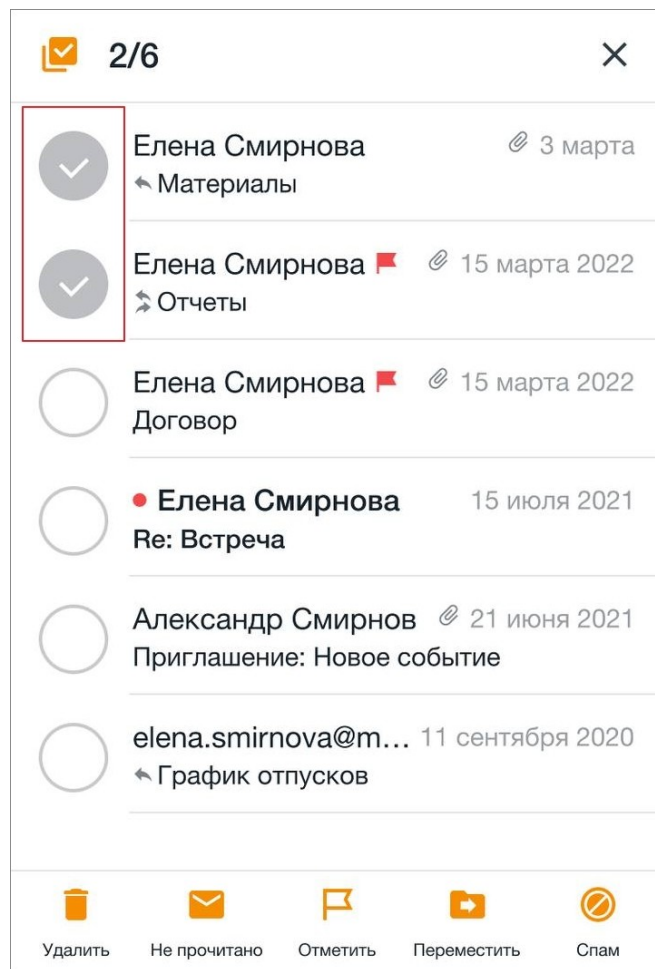 2/6
Елена Смирнова 3 марта
Материалы
Елена Смирнова 15 марта 2022
Отчеты
Елена Смирнова 15 марта 2022
Договор
Елена Смирнова 15 июля 2021
Re: Встреча
Александр Смирнов 21 июня 2021
Приглашение: Новое событие
elena.smirnova@m... 11 сентября 2020
График отпусков
Удалить Не прочитано Отметить Переместить Спам